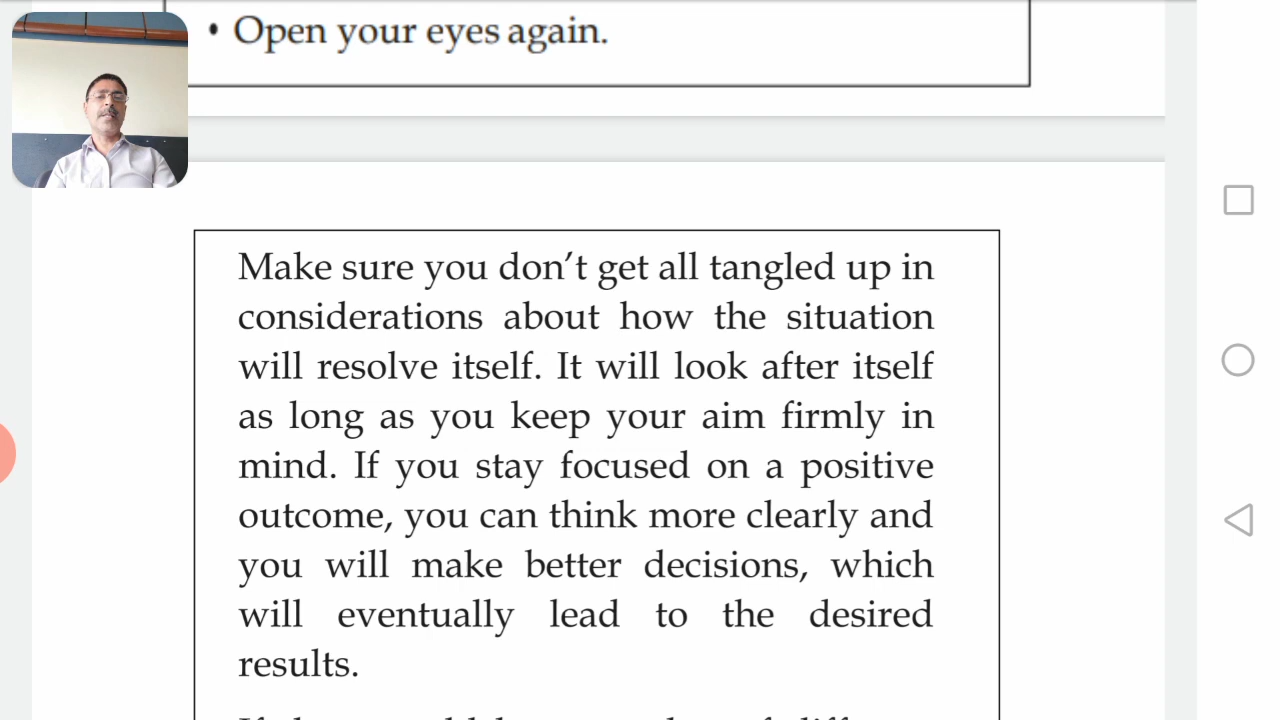 • Open your eyes again.
Make sure you don't get all tangled up in
considerations about how the situation
will resolve itself. It will look after itself
as long as you keep your aim firmly in
mind. If you stay focused on a positive
outcome, you can think more clearly and
you will make better decisions, which
will eventually lead to the desired
results.